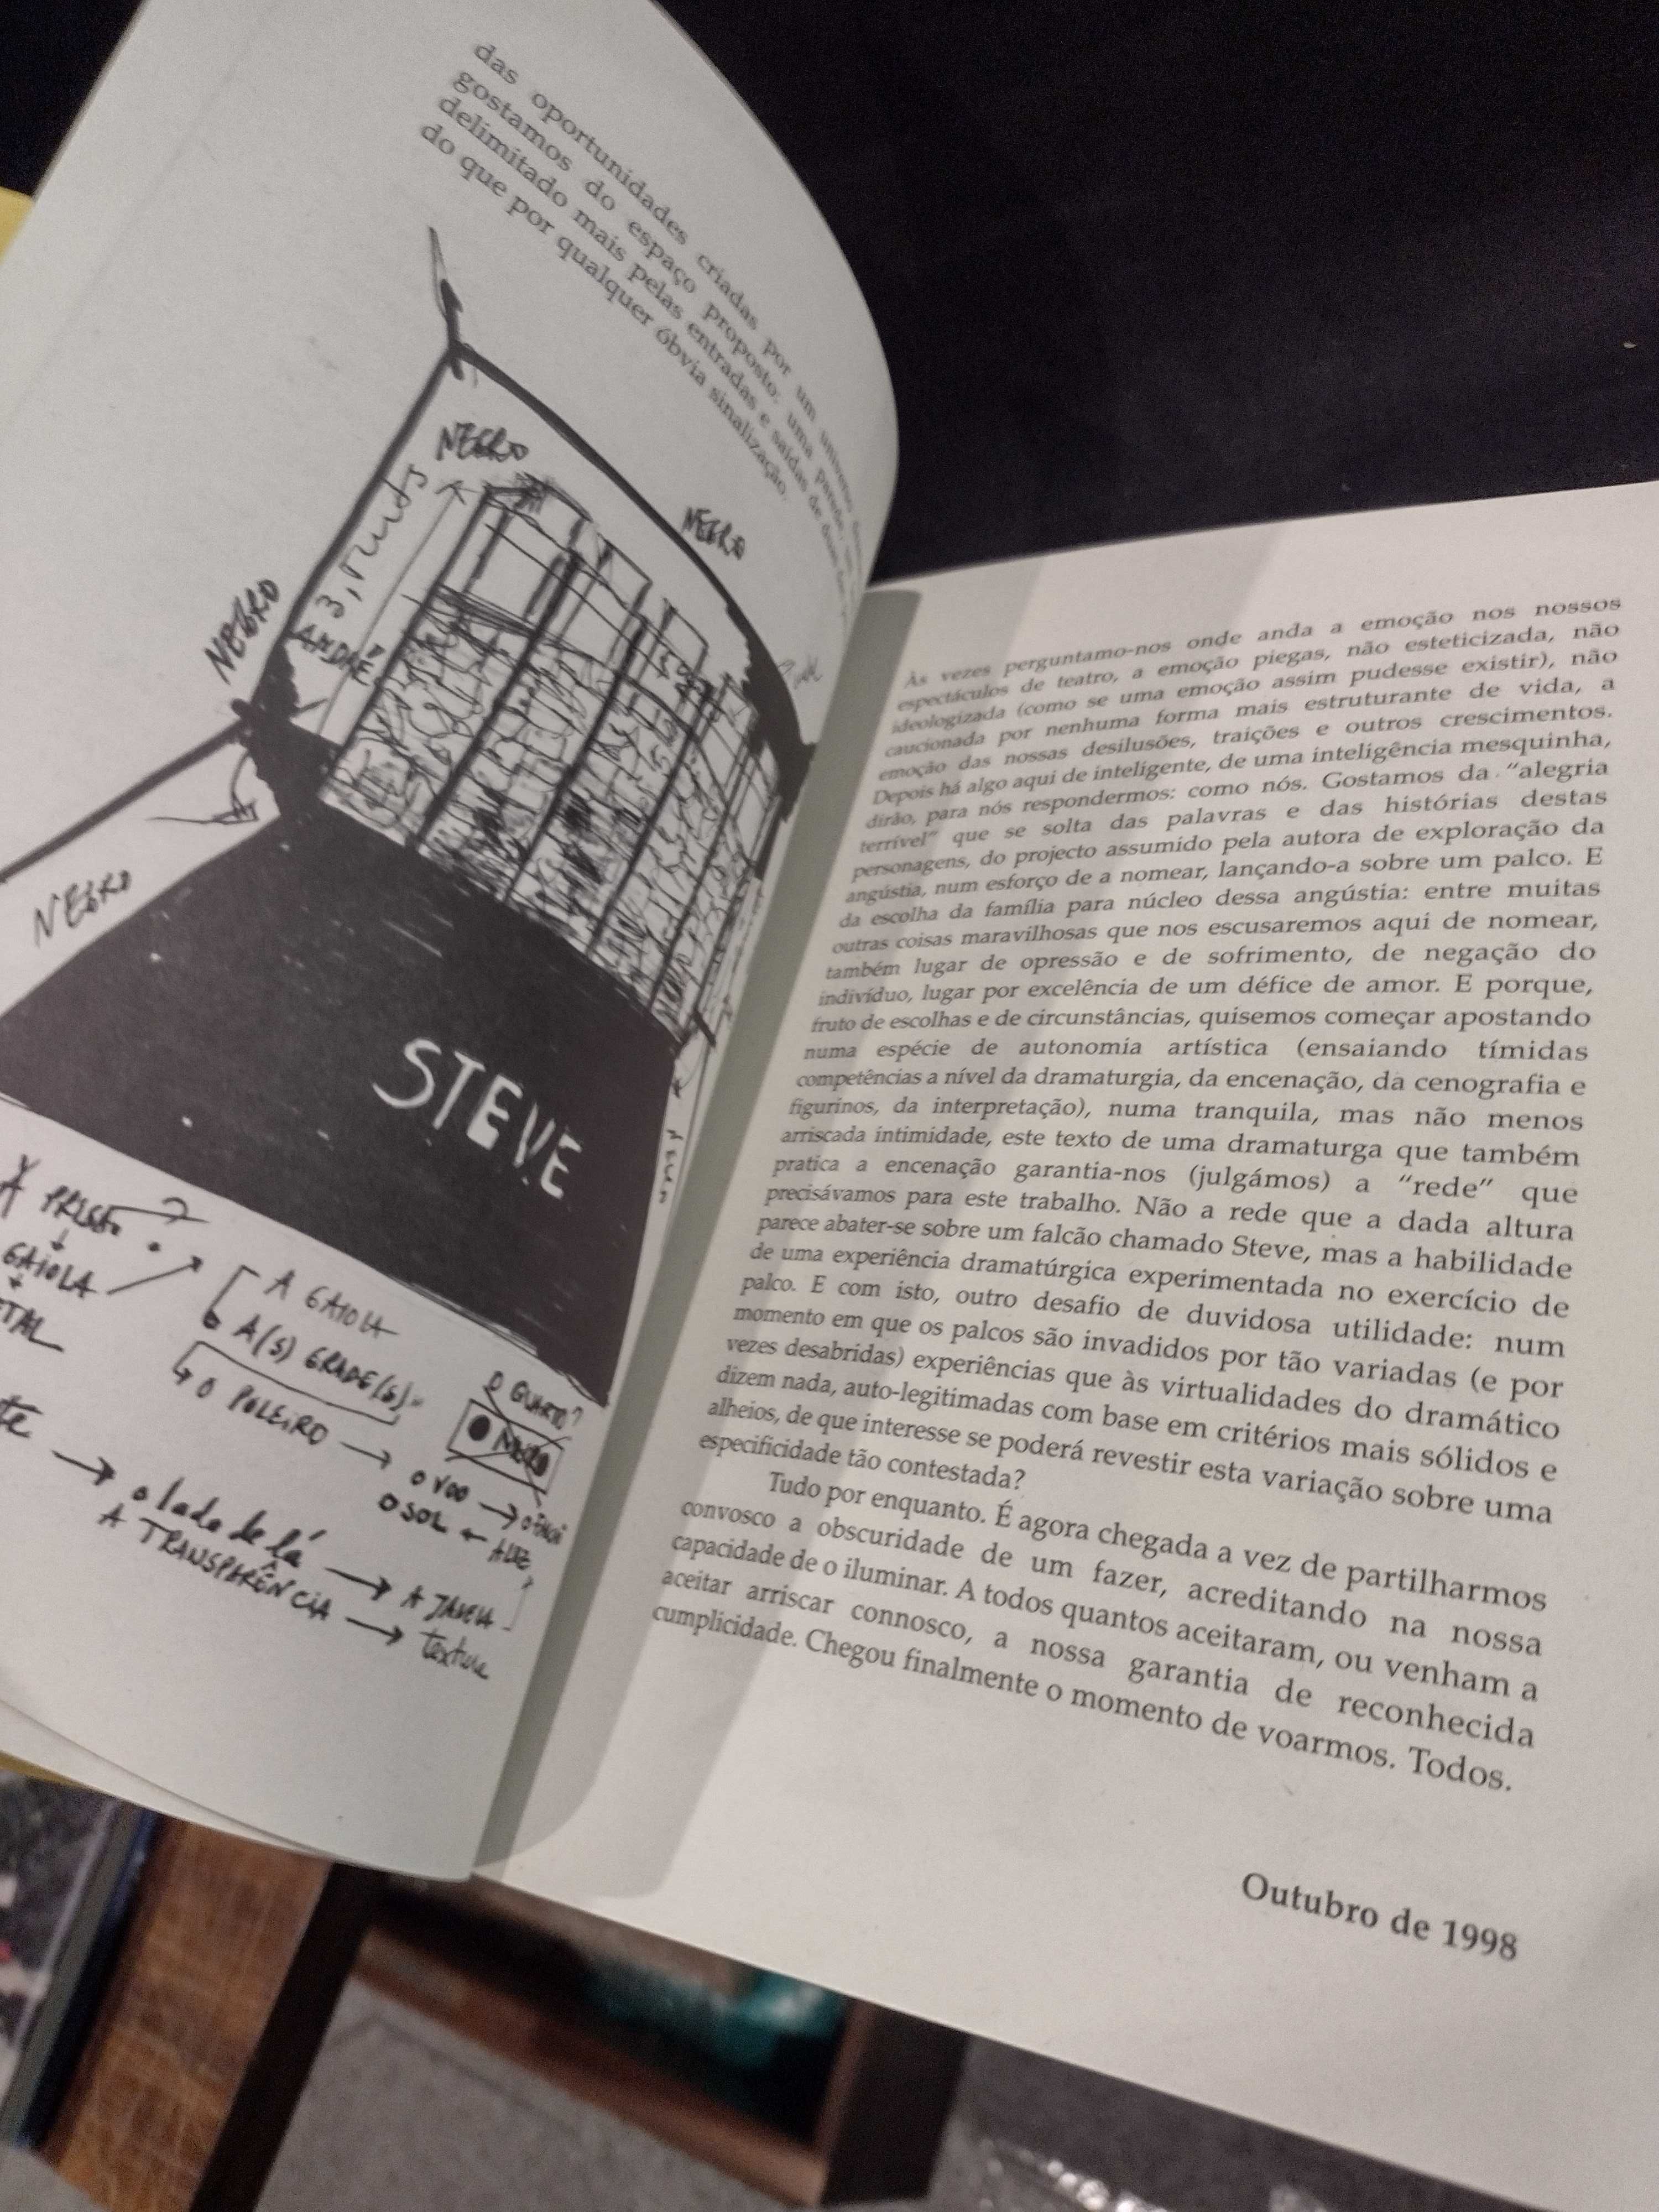 das oportunidades criadas por um universo
gostamos do espaço proposto: uma parede,
delimitado mais pelas entradas e saídas de
do que por qualquer óbvia sinalização.
NEGRO
NEGRO
NEGRO
3,
ANDRÉ
NEGRO
STEVE
A PRISÃO
GAIOLA
A GAIOLA
A(S) GRADE(S)
O POLEIRO
O QUARTO?
O VOO
O SOL
o lado de lá
A TRANSPARÊNCIA
textura
Às vezes perguntamo-nos onde anda a emoção nos nossos
espectáculos de teatro, a emoção piegas, não esteticizada, não
ideologizada (como se uma emoção assim pudesse existir), não
caucionada por nenhuma forma mais estruturante de vida, a
emoção das nossas desilusões, traições e outros crescimentos.
Depois há algo aqui de inteligente, de uma inteligência mesquinha,
dirão, para nós respondermos: como nós. Gostamos da "alegria
terrível" que se solta das palavras e das histórias destas
personagens, do projecto assumido pela autora de exploração da
angústia, num esforço de a nomear, lançando-a sobre um palco. E
da escolha da família para núcleo dessa angústia: entre muitas
outras coisas maravilhosas que nos escusaremos aqui de nomear,
também lugar de opressão e de sofrimento, de negação do
indivíduo, lugar por excelência de um défice de amor. E porque,
fruto de escolhas e de circunstâncias, quisemos começar apostando
numa espécie de autonomia artística (ensaiando tímidas
competências a nível da dramaturgia, da encenação, da cenografia e
figurinos, da interpretação), numa tranquila, mas não menos
arriscada intimidade, este texto de uma dramaturga que também
pratica a encenação garantia-nos (julgámos) a "rede" que
precisávamos para este trabalho. Não a rede que a dada altura
parece abater-se sobre um falcão chamado Steve, mas a habilidade
de uma experiência dramatúrgica experimentada no exercício de
palco. E com isto, outro desafio de duvidosa utilidade: num
momento em que os palcos são invadidos por tão variadas (e por
vezes desabridas) experiências que às virtualidades do dramático
dizem nada, auto-legitimadas com base em critérios mais sólidos e
alheios, de que interesse se poderá revestir esta variação sobre uma
especificidade tão contestada?
Tudo por enquanto. É agora chegada a vez de partilharmos
convosco a obscuridade de um fazer, acreditando na nossa
capacidade de o iluminar. A todos quantos aceitaram, ou venham a
aceitar arriscar connosco, a nossa garantia de reconhecida
cumplicidade. Chegou finalmente o momento de voarmos. Todos.
Outubro de 1998